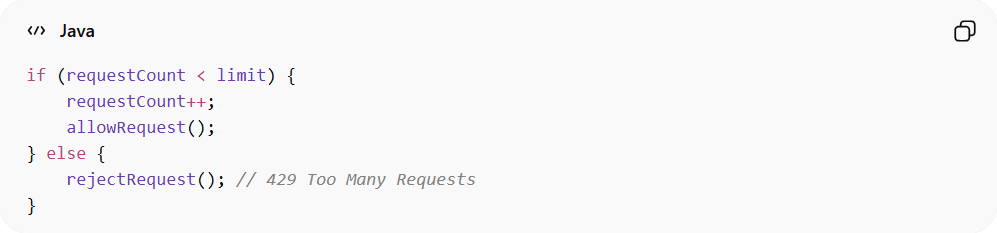 </> Java
if (requestCount < limit) {
    requestCount++;
    allowRequest();
} else {
    rejectRequest(); // 429 Too Many Requests
}